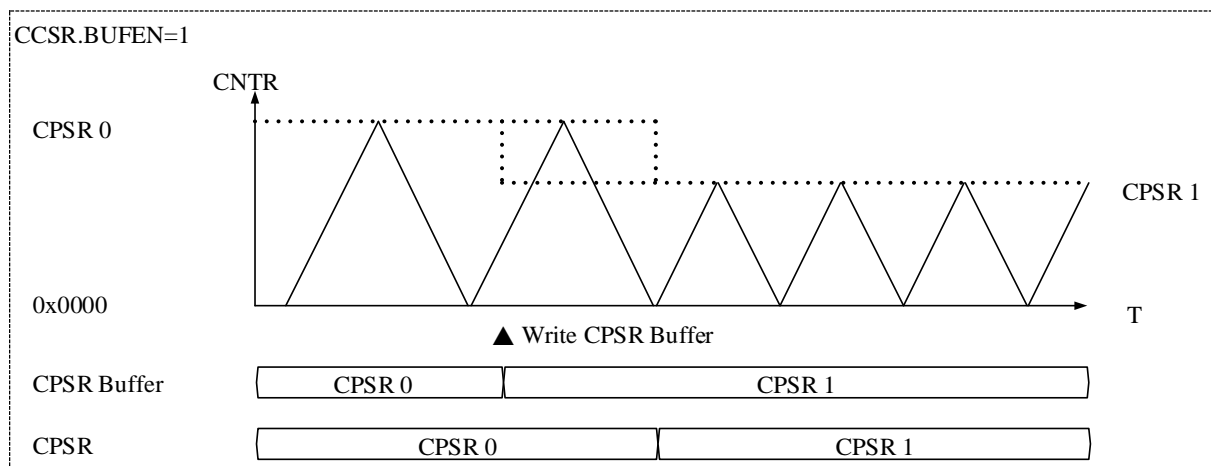 CCSR.BUFEN=1
CNTR
CPSR 0
CPSR 1
0x0000
T
▲ Write CPSR Buffer
CPSR Buffer CPSR 0 CPSR 1
CPSR CPSR 0 CPSR 1